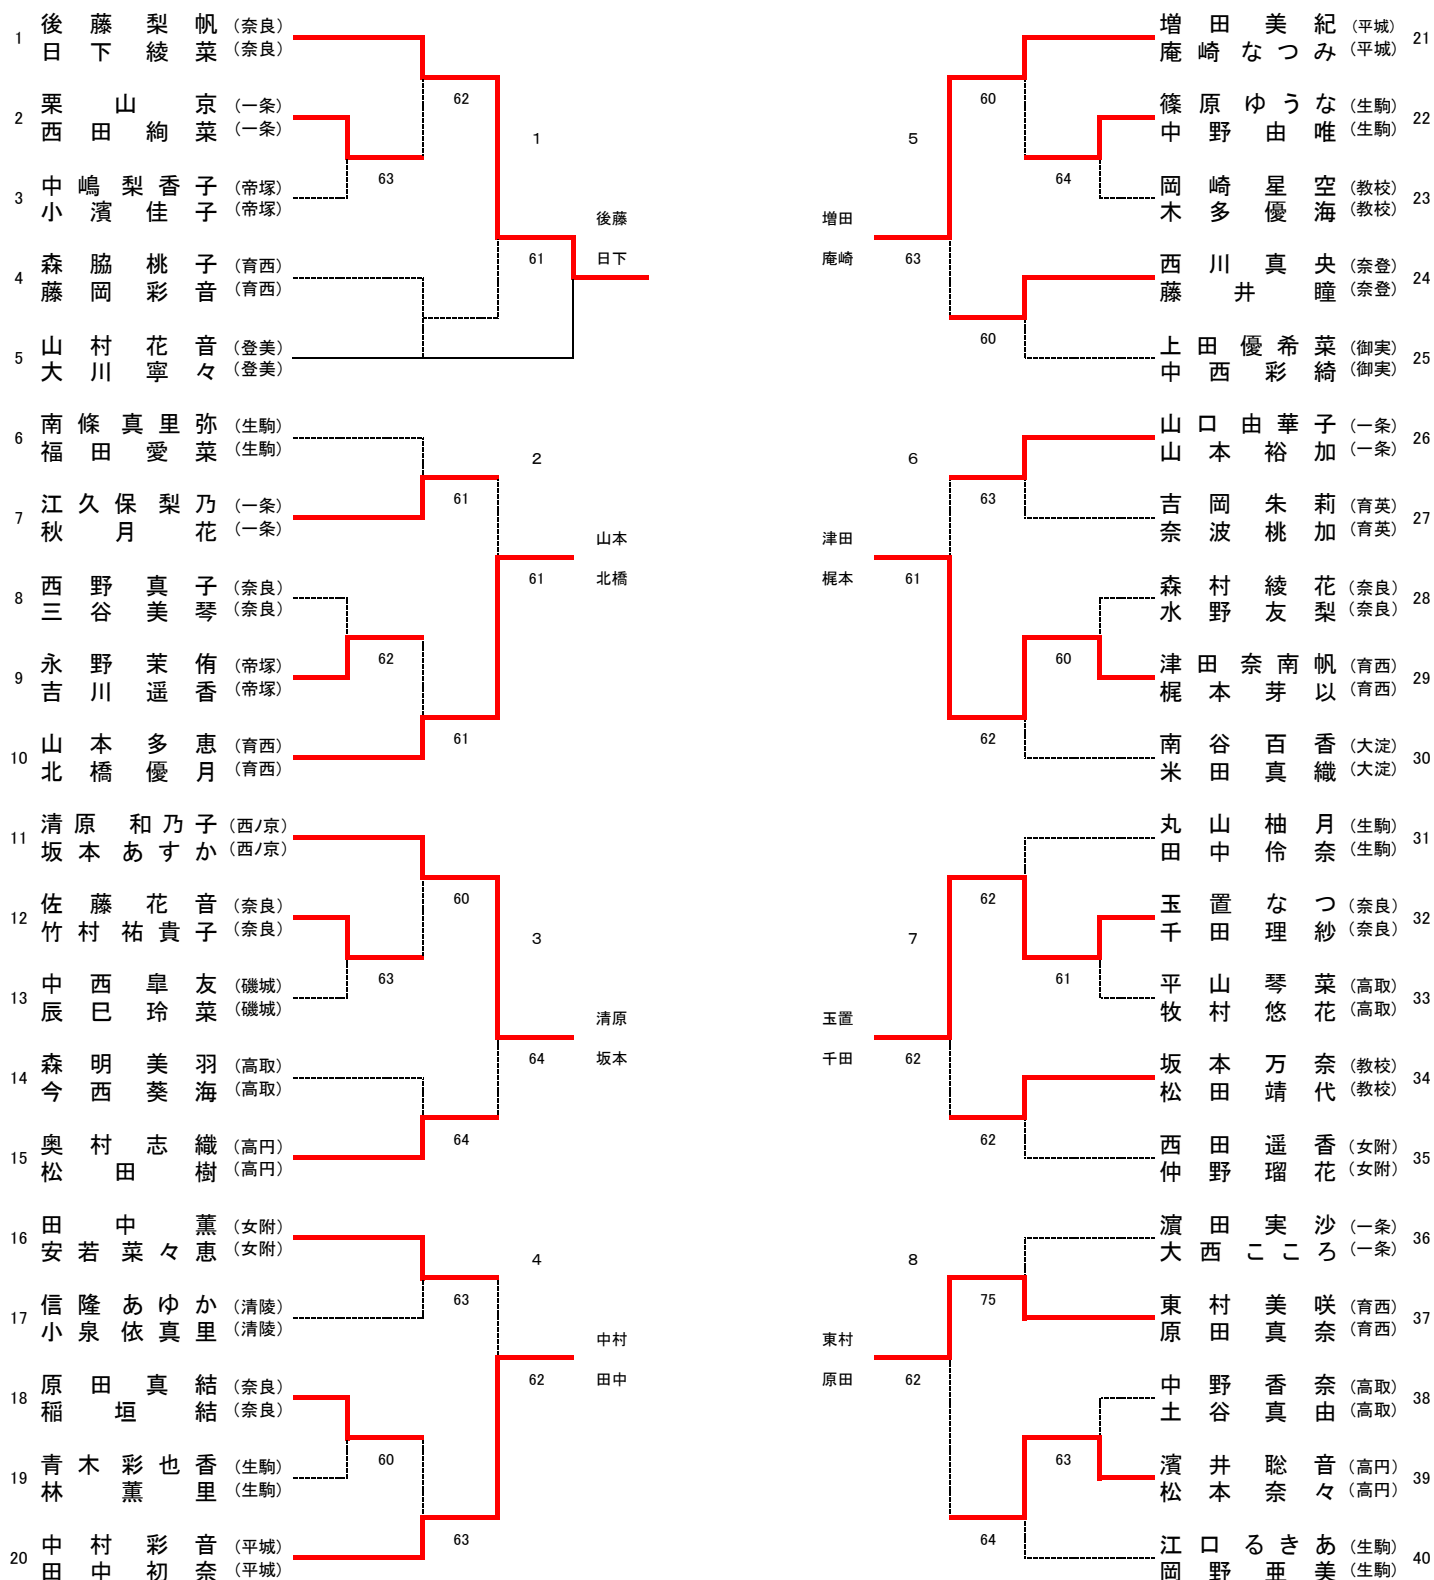 1 後藤梨帆 (奈良)
日下綾菜 (奈良)
2 栗山京 (一条)
西田絢菜 (一条)
3 中嶋梨香子 (帝塚)
小濱佳子 (帝塚)
4 森脇桃子 (育西)
藤岡彩音 (育西)
5 山村花音 (登美)
大川寧々 (登美)
62
63
1
61
後藤
日下
6 南條真里弥 (生駒)
福田愛菜 (生駒)
7 江久保梨乃 (一条)
秋月花 (一条)
8 西野真子 (奈良)
三谷美琴 (奈良)
9 永野茉侑 (帝塚)
吉川遥香 (帝塚)
10 山本多恵 (育西)
北橋優月 (育西)
61
62
61
2
61
山本
北橋
11 清原和乃子 (西ノ京)
坂本あすか (西ノ京)
12 佐藤花音 (奈良)
竹村祐貴子 (奈良)
13 中西皐友 (磯城)
辰巳玲菜 (磯城)
14 森明美羽 (高取)
今西葵海 (高取)
15 奥村志織 (高円)
松田樹 (高円)
60
63
64
3
64
清原
坂本
16 田中薫 (女附)
安若菜々恵 (女附)
17 信隆あゆか (清陵)
小泉依真里 (清陵)
18 原田真結 (奈良)
稲垣結 (奈良)
19 青木彩也香 (生駒)
林薫里 (生駒)
20 中村彩音 (平城)
田中初奈 (平城)
63
60
63
4
62
中村
田中
増田美紀 (平城) 21
庵崎なつみ (平城)
篠原ゆうな (生駒) 22
中野由唯 (生駒)
岡崎星空 (教校) 23
木多優海 (教校)
西川真央 (奈登) 24
藤井瞳 (奈登)
上田優希菜 (御実) 25
中西彩綺 (御実)
60
64
60
5
63
増田
庵崎
山口由華子 (一条) 26
山本裕加 (一条)
吉岡朱莉 (育英) 27
奈波桃加 (育英)
森村綾花 (奈良) 28
水野友梨 (奈良)
津田奈南帆 (育西) 29
梶本芽以 (育西)
南谷百香 (大淀) 30
米田真織 (大淀)
63
60
62
6
61
津田
梶本
丸山柚月 (生駒) 31
田中伶奈 (生駒)
玉置なつ (奈良) 32
千田理紗 (奈良)
平山琴菜 (高取) 33
牧村悠花 (高取)
坂本万奈 (教校) 34
松田靖代 (教校)
西田遥香 (女附) 35
仲野瑠花 (女附)
62
61
62
7
62
玉置
千田
濵田実沙 (一条) 36
大西こころ (一条)
東村美咲 (育西) 37
原田真奈 (育西)
中野香奈 (高取) 38
土谷真由 (高取)
濱井聡音 (高円) 39
松本奈々 (高円)
江口るきあ (生駒) 40
岡野亜美 (生駒)
75
63
64
8
62
東村
原田